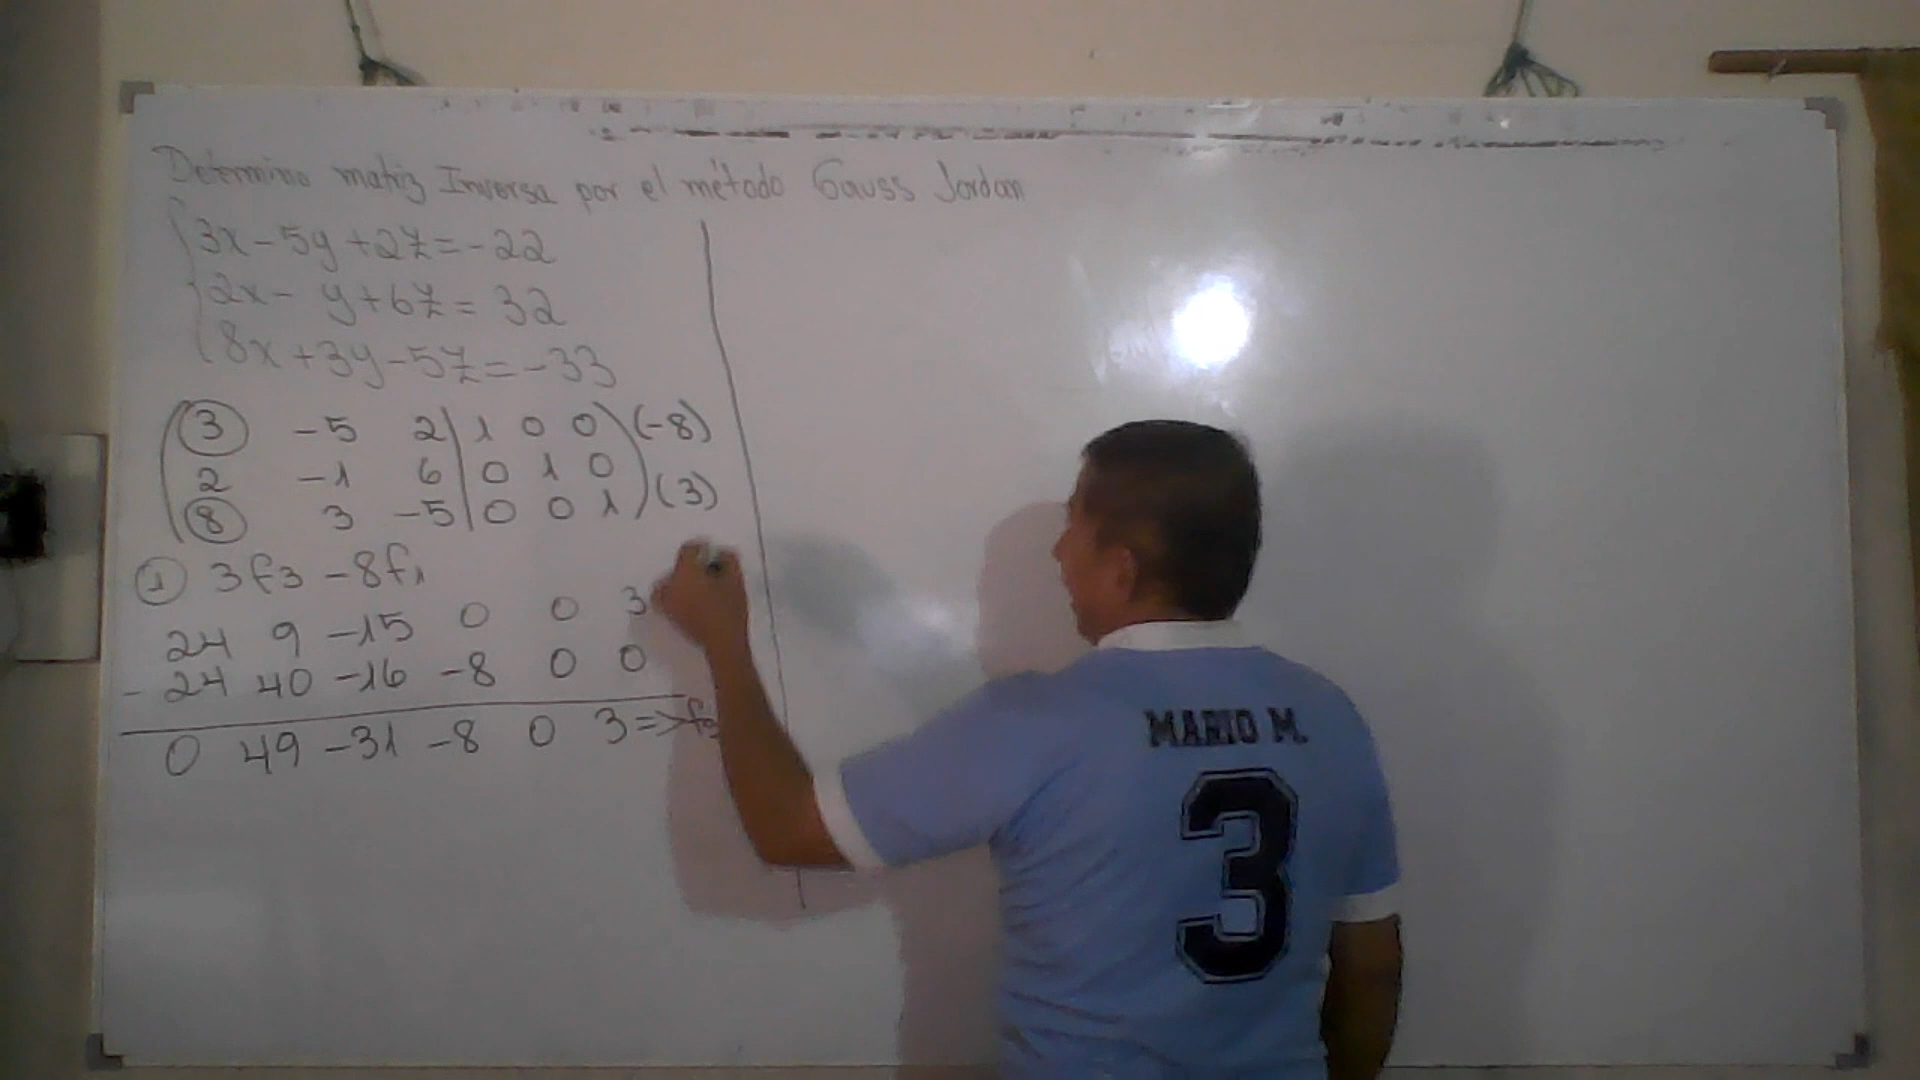 Determine matriz Inversa por el método Gauss Jordan
3x-5y+2z=-22
2x- y+6z= 32
8x+3y-5z=-33
3 -5 2 | 1 0 0 (-8)
2 -1 6 | 0 1 0
8 3 -5 | 0 0 1 (3)
① 3f3 -8f1
24 9 -15 0 0 3
-24 40 -16 -8 0 0
0 49 -31 -8 0 3 => f3
MARIO M.
3